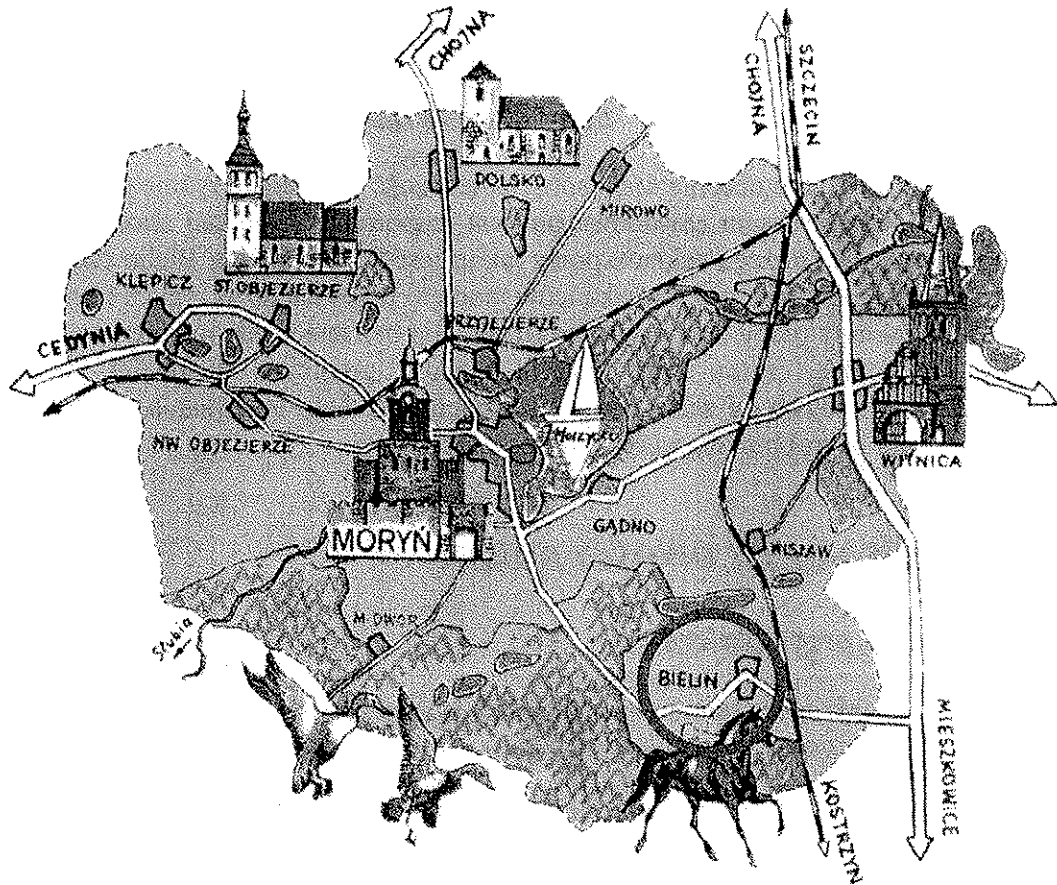 CHOJNA
CHOJNA
SZCZECIN
DOLSKO
MIROWO
KLEPICZ
ST. OBJEZIERZE
PRZYJEZIERZE
CEDYNIA
J. Morzycko
NW. OBJEZIERZE
WITNICA
MORYŃ
GĄDNO
M. DWÓR
Słubia
BIELIN
MIESZKOWICE
KOSTRZYN